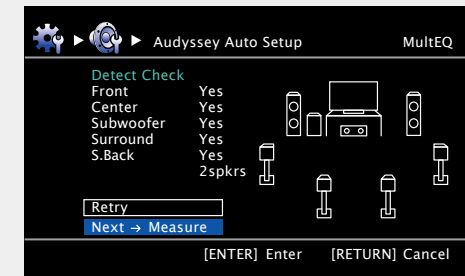 Audyssey Auto Setup MultEQ
Detect Check
Front Yes
Center Yes
Subwoofer Yes
Surround Yes
S.Back Yes
2spkrs
Retry
Next → Measure
[ENTER] Enter [RETURN] Cancel